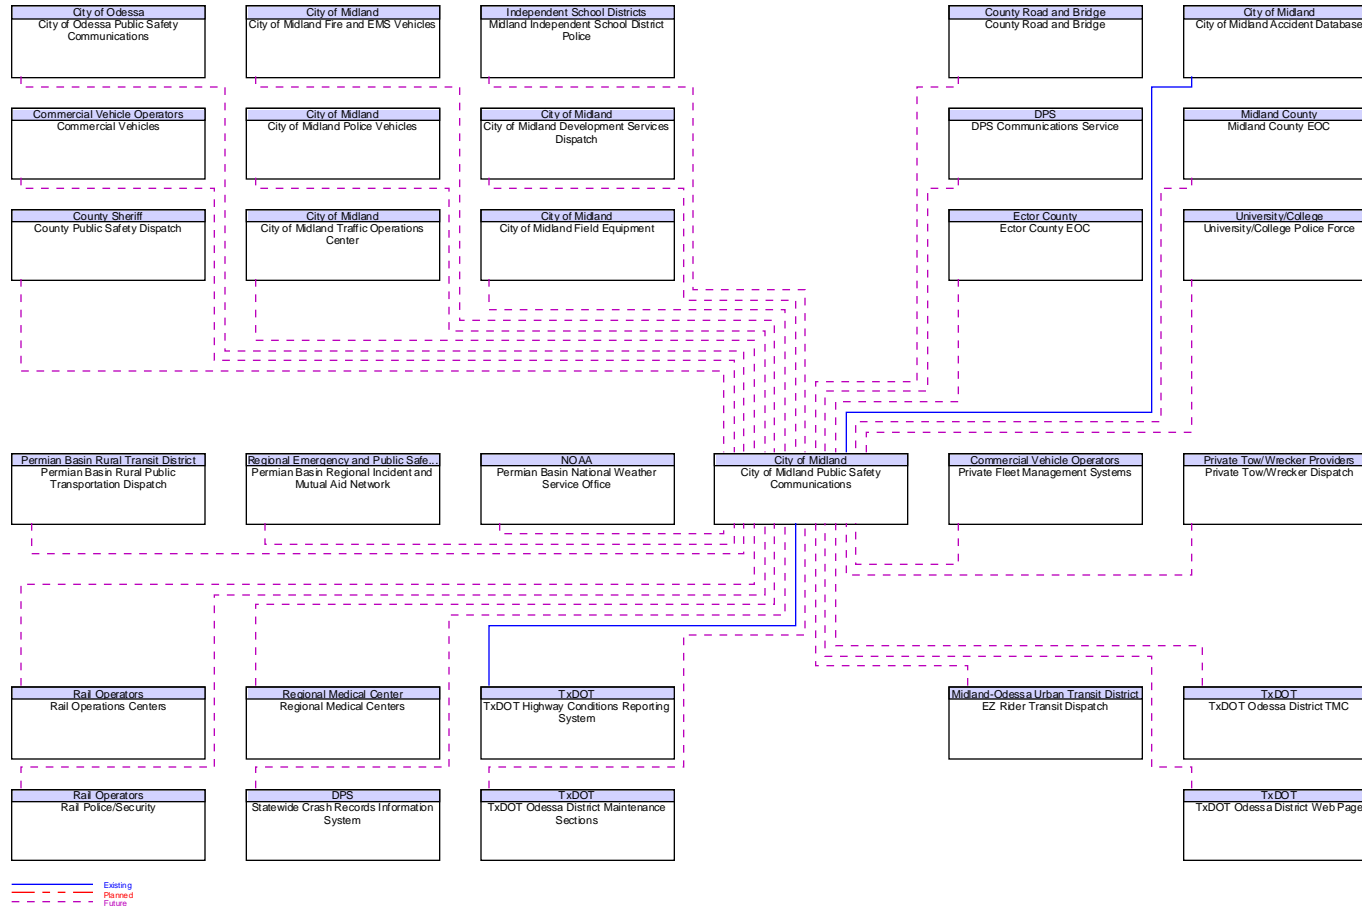 City of Odessa
City of Odessa Public Safety
Communications
City of Midland
City of Midland Fire and EMS Vehicles
Independent School Districts
Midland Independent School District
Police
County Road and Bridge
County Road and Bridge
City of Midland
City of Midland Accident Database
Commercial Vehicle Operators
Commercial Vehicles
City of Midland
City of Midland Police Vehicles
City of Midland
City of Midland Development Services
Dispatch
DPS
DPS Communications Service
Midland County
Midland County EOC
County Sheriff
County Public Safety Dispatch
City of Midland
City of Midland Traffic Operations
Center
City of Midland
City of Midland Field Equipment
Ector County
Ector County EOC
University/College
University/College Police Force
Permian Basin Rural Transit District
Permian Basin Rural Public
Transportation Dispatch
Regional Emergency and Public Safe...
Permian Basin Regional Incident and
Mutual Aid Network
NOAA
Permian Basin National Weather
Service Office
City of Midland
City of Midland Public Safety
Communications
Commercial Vehicle Operators
Private Fleet Management Systems
Private Tow/Wrecker Providers
Private Tow/Wrecker Dispatch
Rail Operators
Rail Operations Centers
Regional Medical Center
Regional Medical Centers
TxDOT
TxDOT Highway Conditions Reporting
System
Midland-Odessa Urban Transit District
EZ Rider Transit Dispatch
TxDOT
TxDOT Odessa District TMC
Rail Operators
Rail Police/Security
DPS
Statewide Crash Records Information
System
TxDOT
TxDOT Odessa District Maintenance
Sections
TxDOT
TxDOT Odessa District Web Page
Existing
Planned
Future